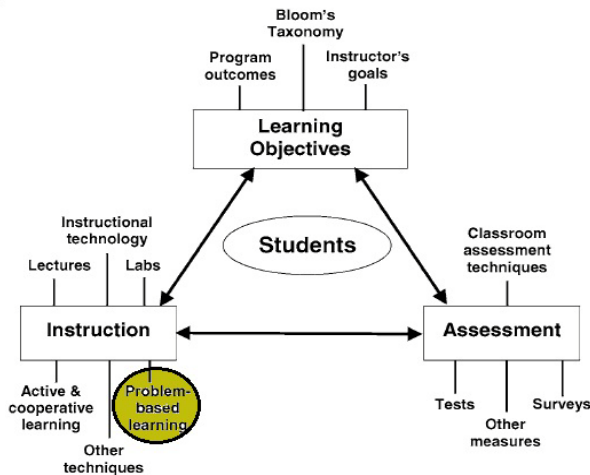 Bloom's
Taxonomy
Program
outcomes
Instructor's
goals
Learning
Objectives
Instructional
technology
Lectures
Labs
Students
Classroom
assessment
techniques
Instruction
Assessment
Active &
cooperative
learning
Problem-
based
learning
Other
techniques
Tests
Other
measures
Surveys